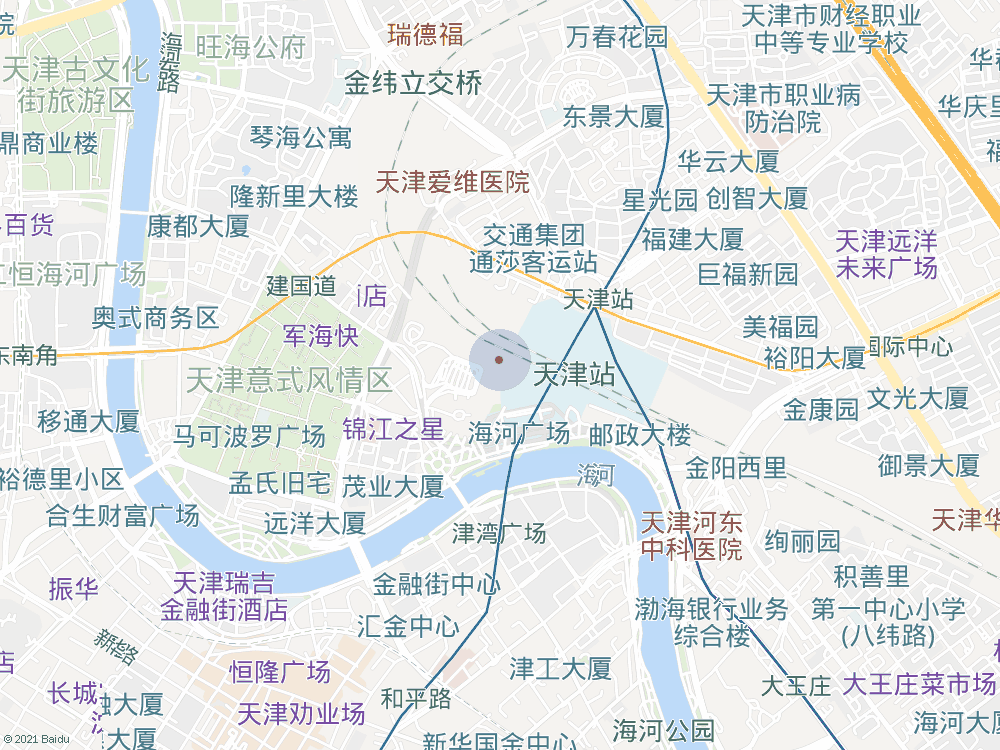 院
海河东路
旺海公府
瑞德福
万春花园
天津市财经职业
中等专业学校
天津古文化
街旅游区
金纬立交桥
天津市职业病
防治院
华庆里
鼎商业楼
琴海公寓
东景大厦
华云大厦
天津爱维医院
隆新里大楼
星光园
创智大厦
百货
康都大厦
交通集团
通莎客运站
福建大厦
天津远洋
未来广场
恒海河广场
建国道
店
天津站
巨福新园
奥式商务区
军海快
美福园
东南角
裕阳大厦
国际中心
天津意式风情区
天津站
移通大厦
金康园
文光大厦
马可波罗广场
锦江之星
海河广场
邮政大楼
裕德里小区
孟氏旧宅
茂业大厦
海河
金阳西里
御景大厦
合生财富广场
远洋大厦
津湾广场
天津河东
中科医院
天津华
绚丽园
振华
天津瑞吉
金融街酒店
金融街中心
积善里
汇金中心
渤海银行业务
综合楼
第一中心小学
(八纬路)
新华路
店
恒隆广场
津工大厦
长城
融大厦
天津劝业场
和平路
大王庄
大王庄菜市场
大厦
新华国金中心
海河公园
海河大
© 2021 Baidu